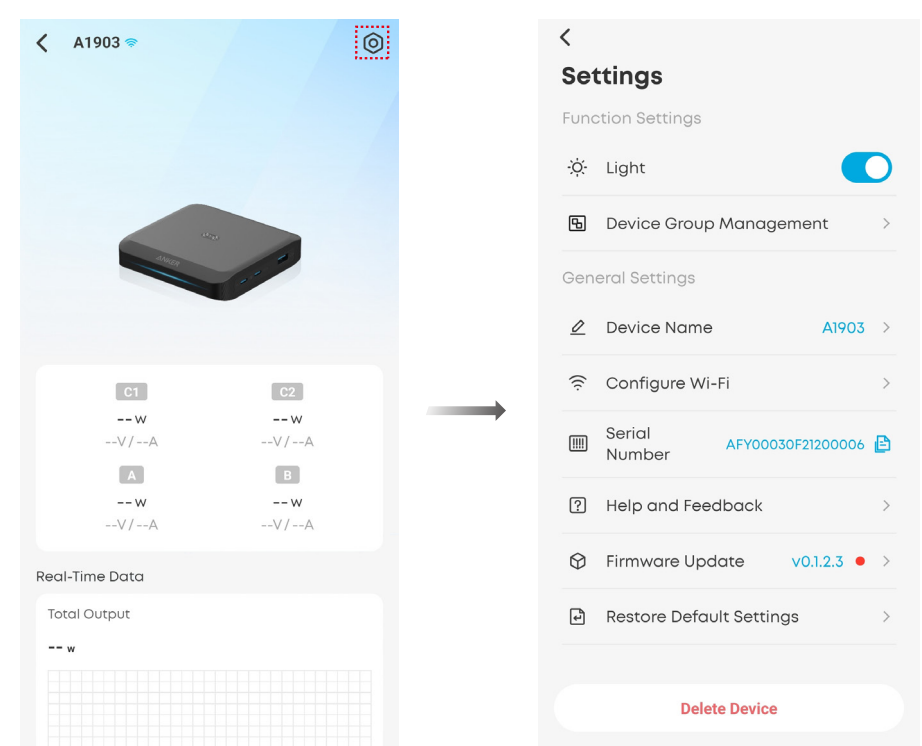 A1903
ANKER
C1 C2
--W --W
--V/--A --V/--A
A B
--W --W
--V/--A --V/--A
Real-Time Data
Total Output
-- w
Settings
Function Settings
Light
Device Group Management
General Settings
Device Name A1903
Configure Wi-Fi
Serial
Number AFY00030F21200006
Help and Feedback
Firmware Update v0.1.2.3
Restore Default Settings
Delete Device